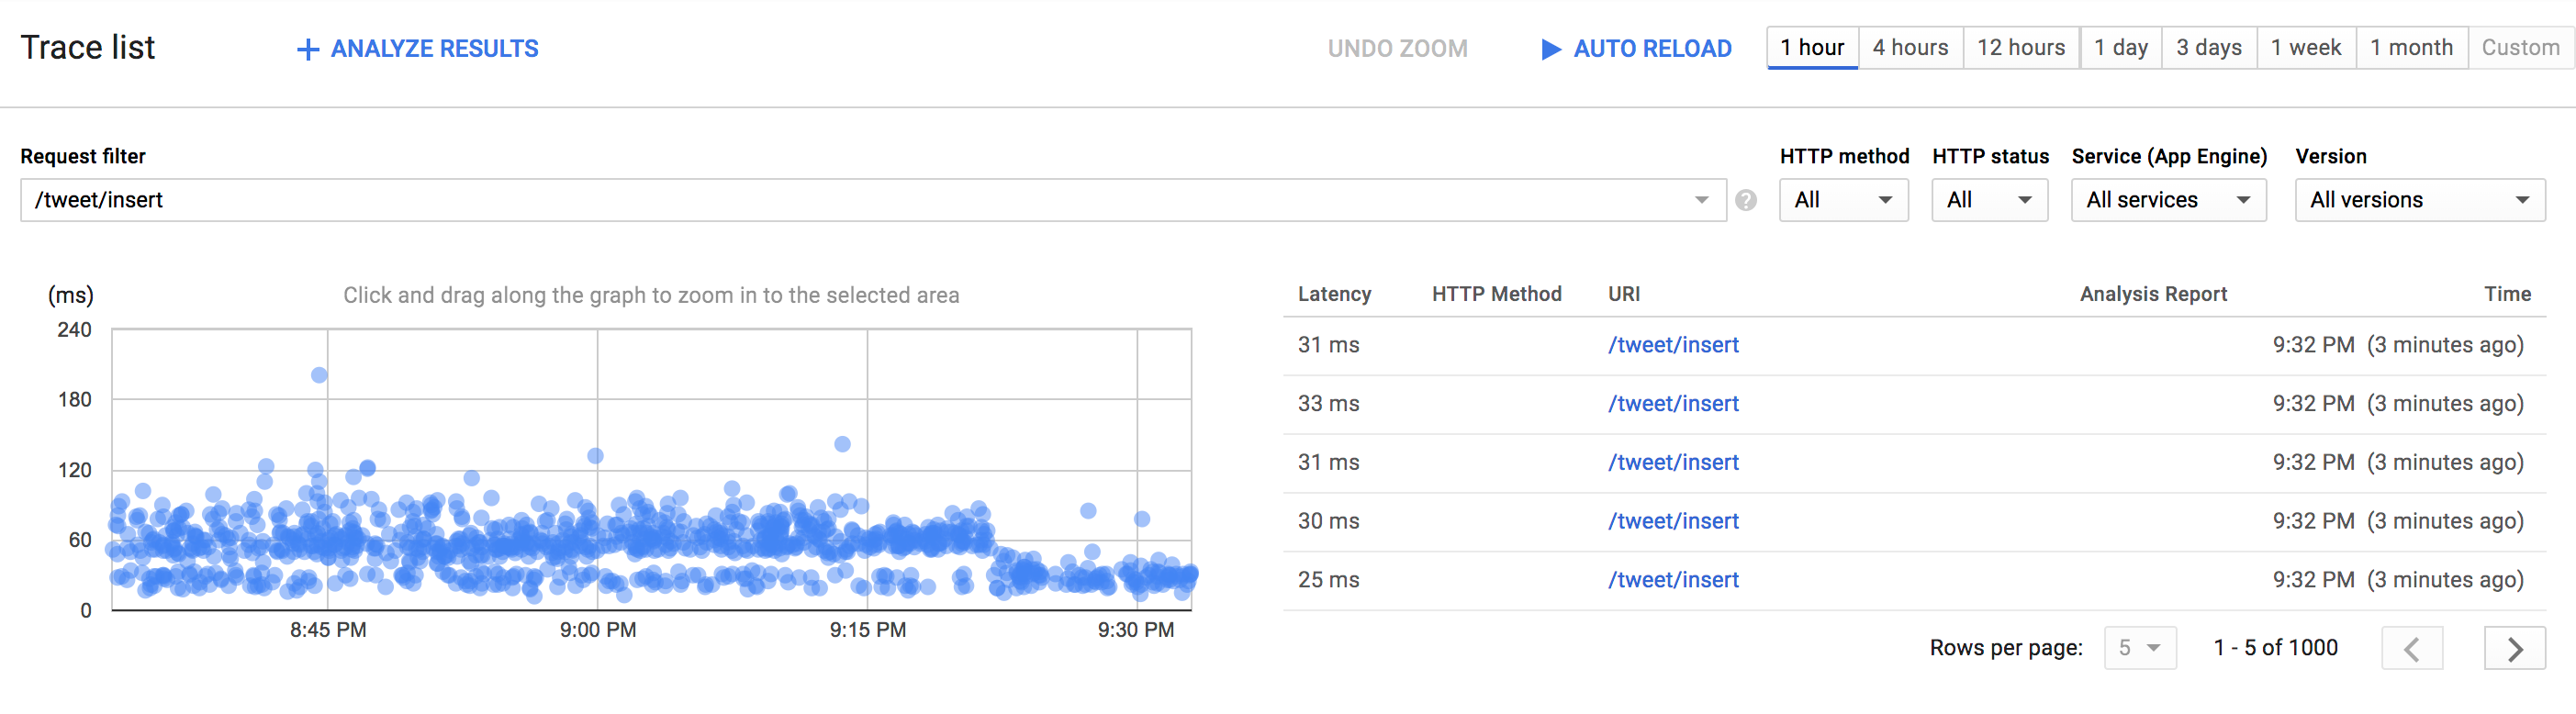 Trace list
ANALYZE RESULTS
UNDO ZOOM
AUTO RELOAD
1 hour
4 hours
12 hours
1 day
3 days
1 week
1 month
Custom
Request filter
HTTP method
HTTP status
Service (App Engine)
Version
/tweet/insert
?
All
All
All services
All versions
(ms)
Click and drag along the graph to zoom in to the selected area
240
180
120
60
0
8:45 PM
9:00 PM
9:15 PM
9:30 PM
Latency HTTP Method URI Analysis Report Time
31 ms /tweet/insert 9:32 PM (3 minutes ago)
33 ms /tweet/insert 9:32 PM (3 minutes ago)
31 ms /tweet/insert 9:32 PM (3 minutes ago)
30 ms /tweet/insert 9:32 PM (3 minutes ago)
25 ms /tweet/insert 9:32 PM (3 minutes ago)
Rows per page: 5 1 - 5 of 1000